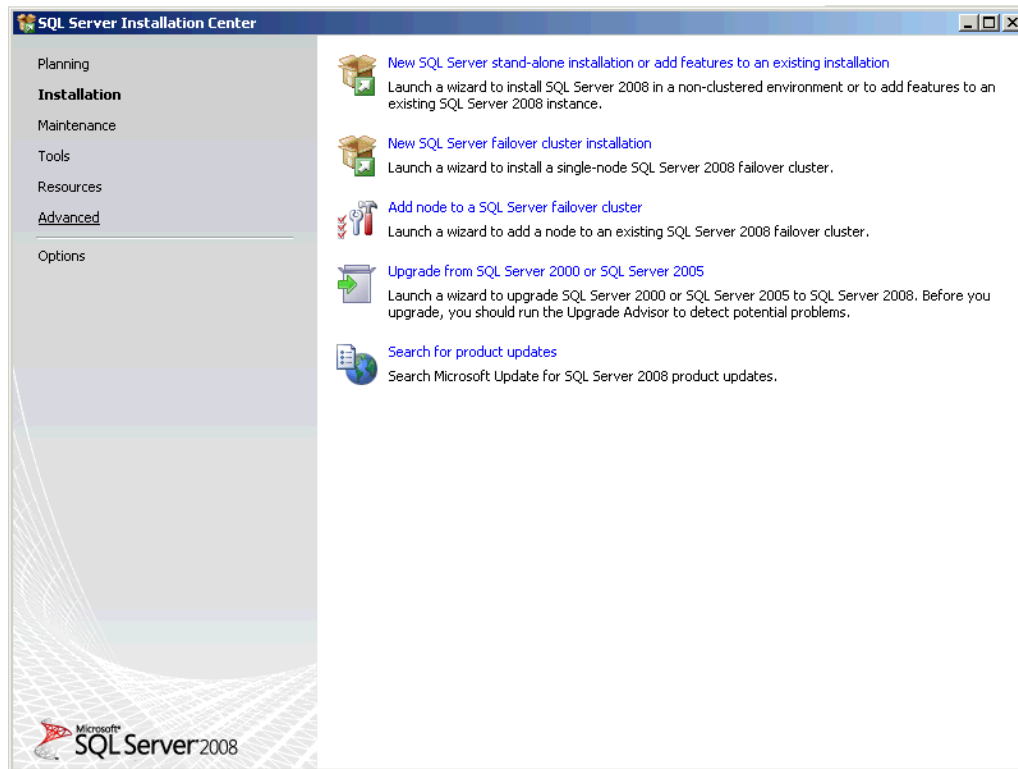 SQL Server Installation Center
Planning
Installation
Maintenance
Tools
Resources
Advanced
Options
New SQL Server stand-alone installation or add features to an existing installation
Launch a wizard to install SQL Server 2008 in a non-clustered environment or to add features to an
existing SQL Server 2008 instance.
New SQL Server failover cluster installation
Launch a wizard to install a single-node SQL Server 2008 failover cluster.
Add node to a SQL Server failover cluster
Launch a wizard to add a node to an existing SQL Server 2008 failover cluster.
Upgrade from SQL Server 2000 or SQL Server 2005
Launch a wizard to upgrade SQL Server 2000 or SQL Server 2005 to SQL Server 2008. Before you
upgrade, you should run the Upgrade Advisor to detect potential problems.
Search for product updates
Search Microsoft Update for SQL Server 2008 product updates.
Microsoft®
SQL Server 2008